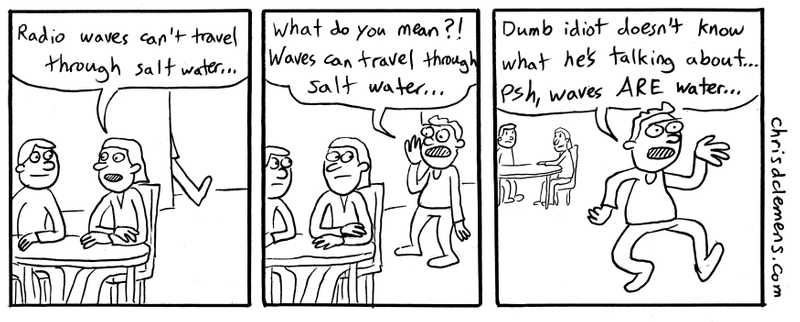 Radio waves can't travel
through salt water...
What do you mean?!
Waves can travel through
salt water...
Dumb idiot doesn't know
what he's talking about...
Psh, waves ARE water...
chrisdclemens.com